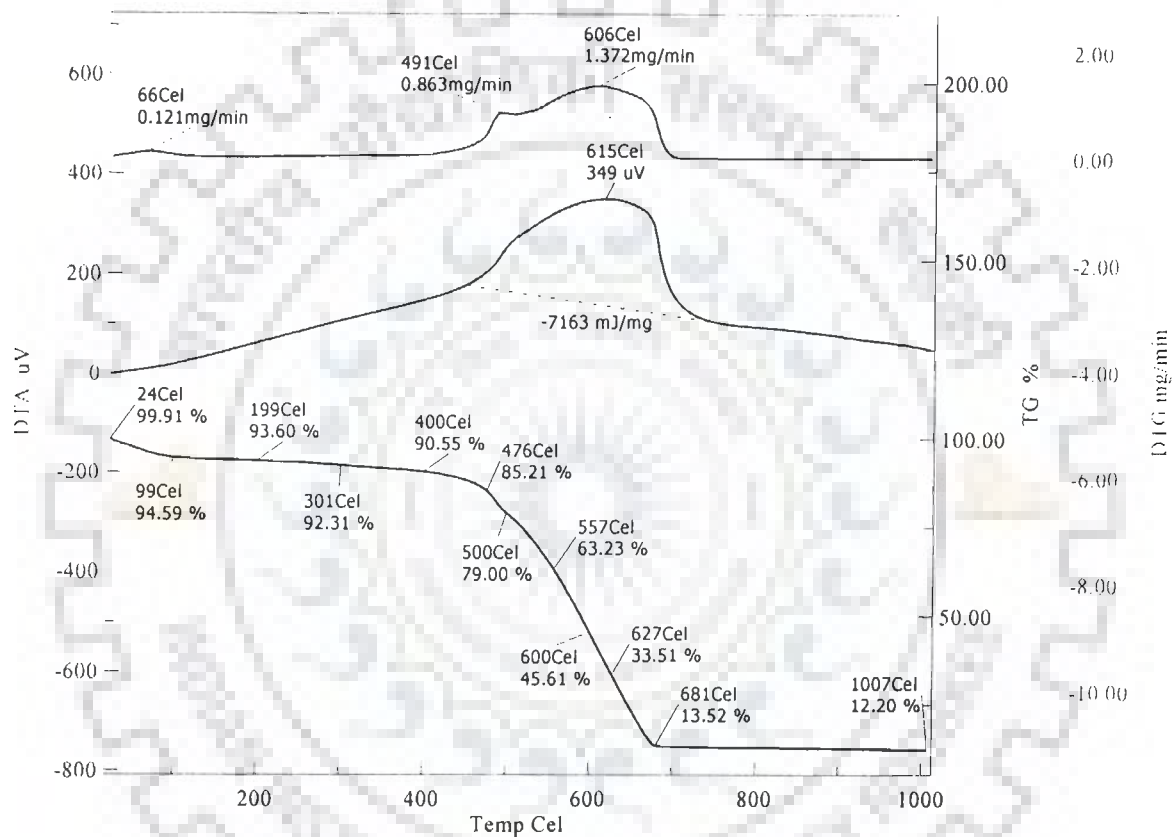 606Cel
1.372mg/min
491Cel
0.863mg/min
66Cel
0.121mg/min
615Cel
349 uV
-7163 mJ/mg
24Cel
99.91 %
199Cel
93.60 %
400Cel
90.55 %
476Cel
85.21 %
99Cel
94.59 %
301Cel
92.31 %
500Cel
79.00 %
557Cel
63.23 %
600Cel
45.61 %
627Cel
33.51 %
681Cel
13.52 %
1007Cel
12.20 %
600
400
200
0
-200
-400
-600
-800
DTA uV
200.00
150.00
100.00
50.00
TG %
2.00
0.00
-2.00
-4.00
-6.00
-8.00
-10.00
DTG mg/min
200
400
600
800
1000
Temp Cel